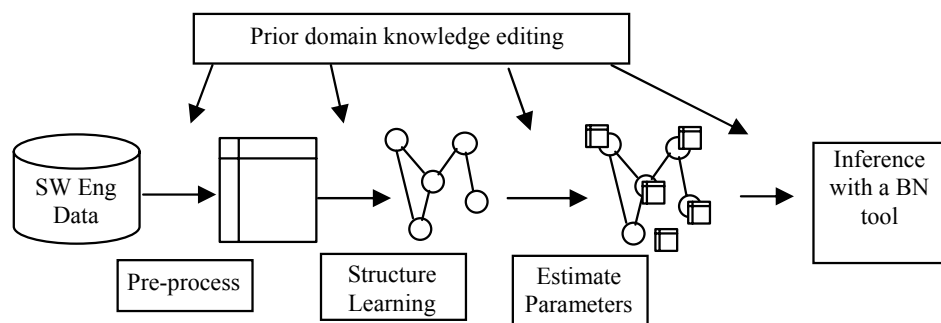 Prior domain knowledge editing
SW Eng
Data
Inference
with a BN
tool
Pre-process
Structure
Learning
Estimate
Parameters